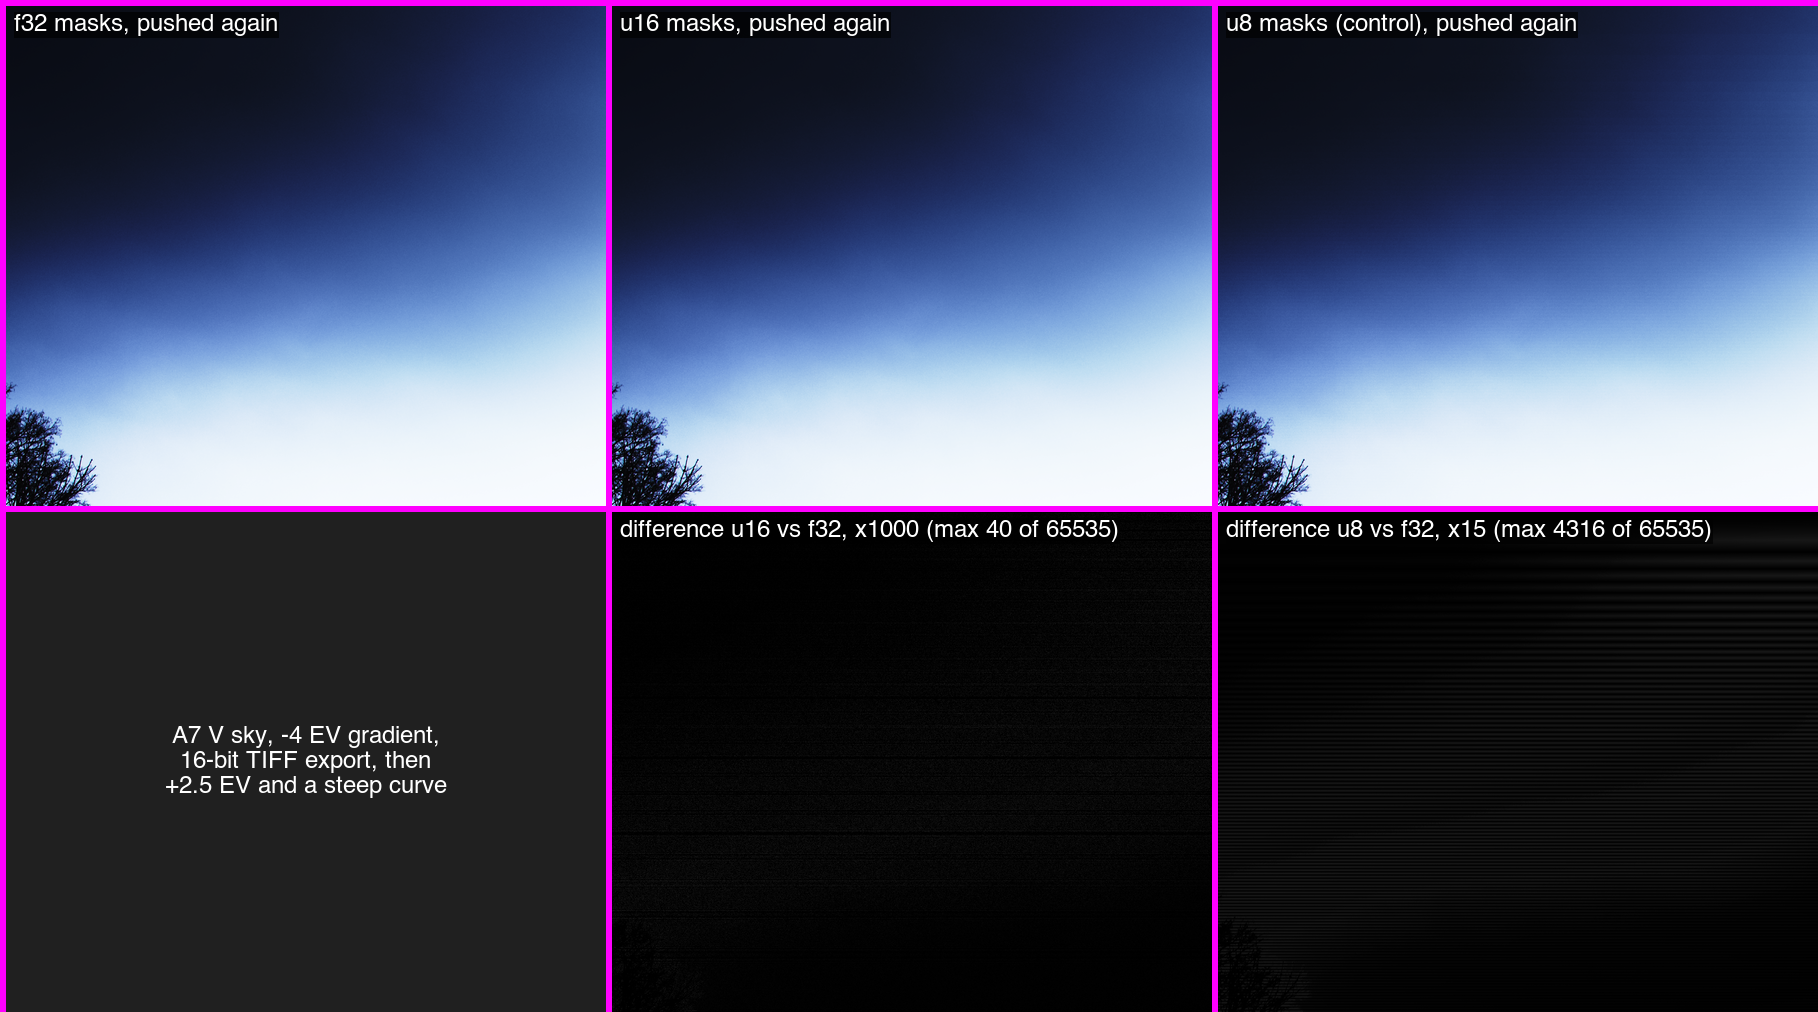 f32 masks, pushed again
u16 masks, pushed again
u8 masks (control), pushed again
A7 V sky, -4 EV gradient,
16-bit TIFF export, then
+2.5 EV and a steep curve
difference u16 vs f32, x1000 (max 40 of 65535)
difference u8 vs f32, x15 (max 4316 of 65535)